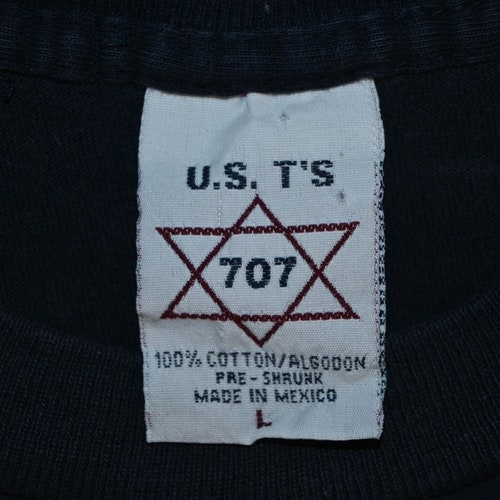 U.S. T'S
707
100% COTTON/ALGODON
PRE-SHRUNK
MADE IN MEXICO
L